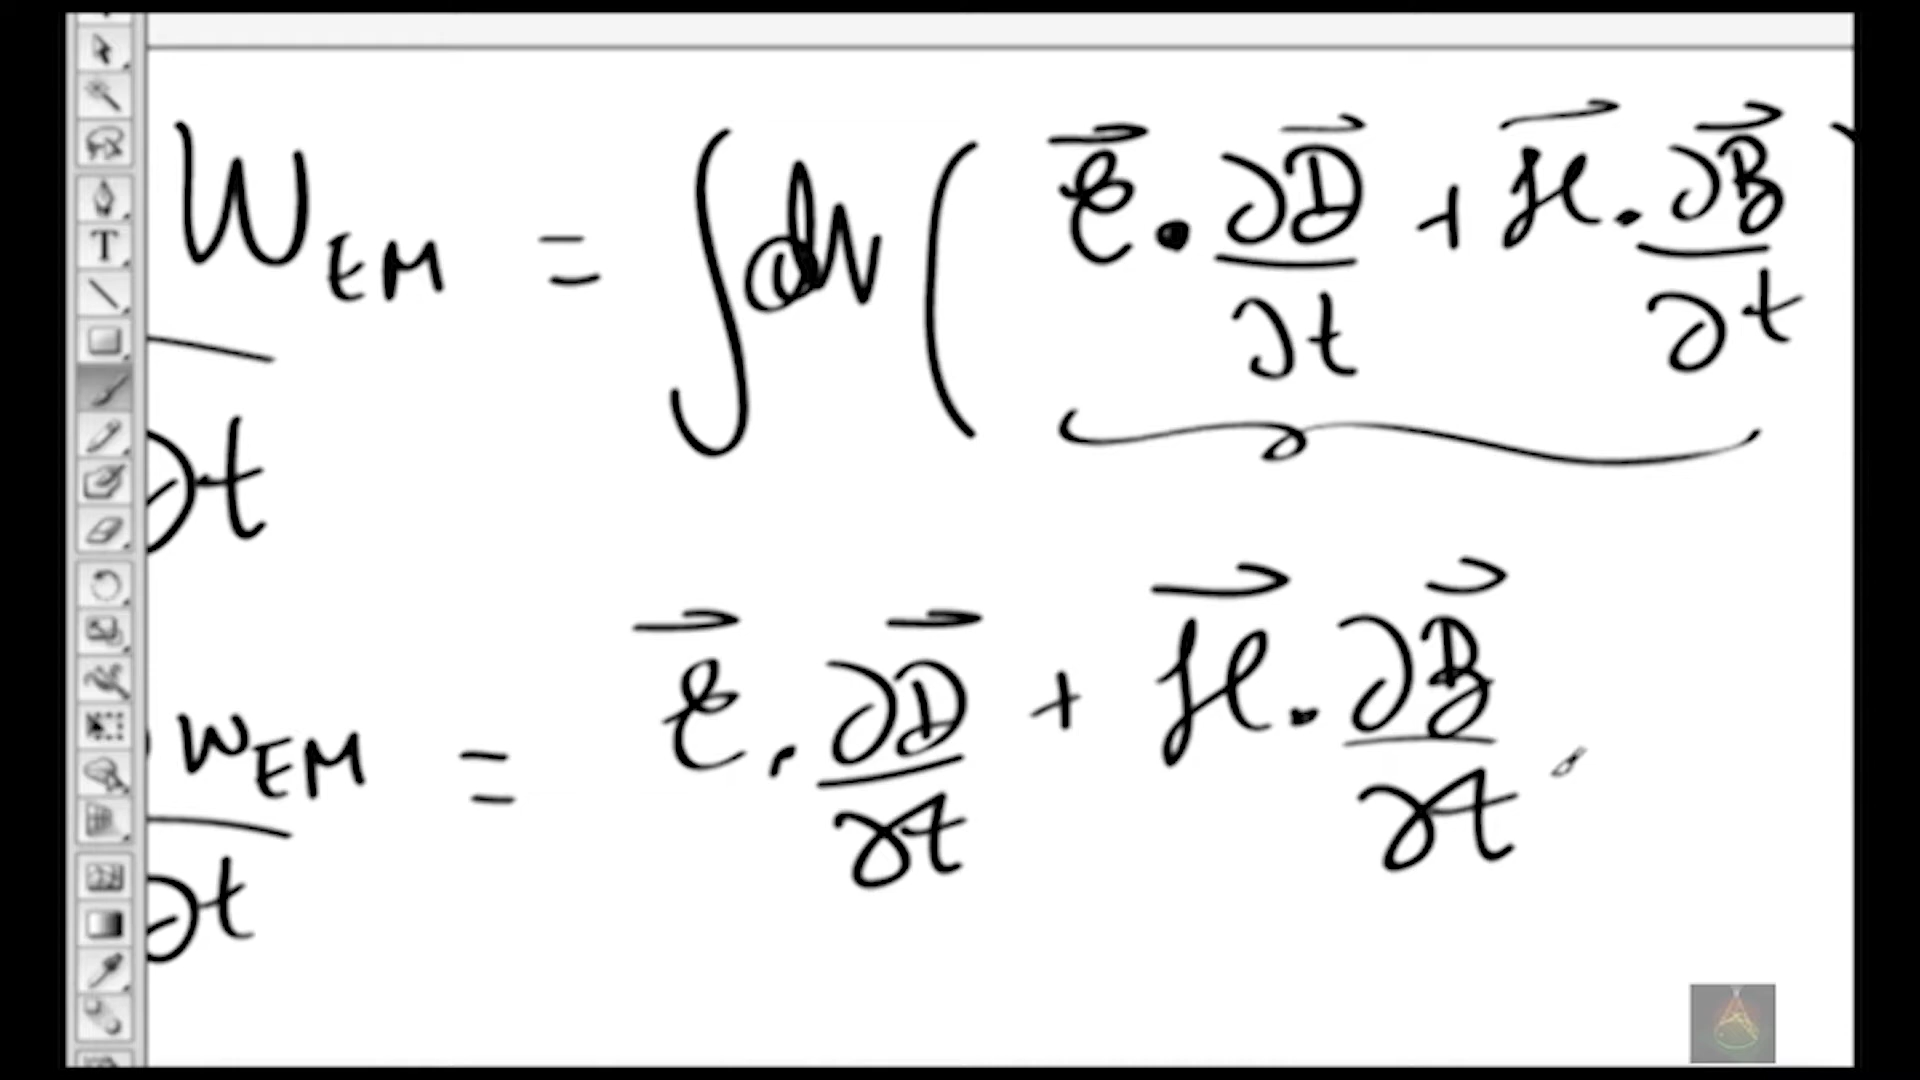 ∂W_EM/∂t = ∫dv ( ℰ⃗ · ∂D⃗/∂t + ℋ⃗ · ∂B⃗/∂t )
∂w_EM/∂t = ℰ⃗ · ∂D⃗/∂t + ℋ⃗ · ∂B⃗/∂t